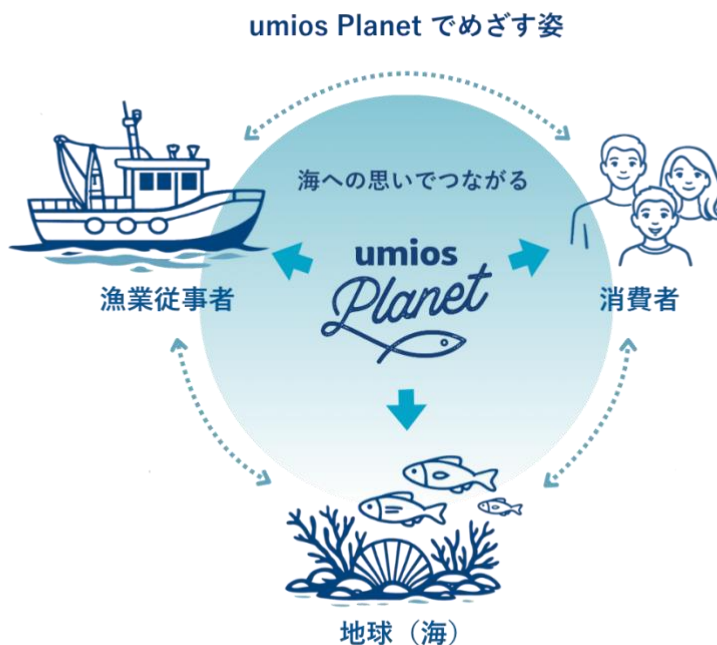 umios Planet でめざす姿
海への思いでつながる
umios
Planet
漁業従事者
消費者
地球（海）